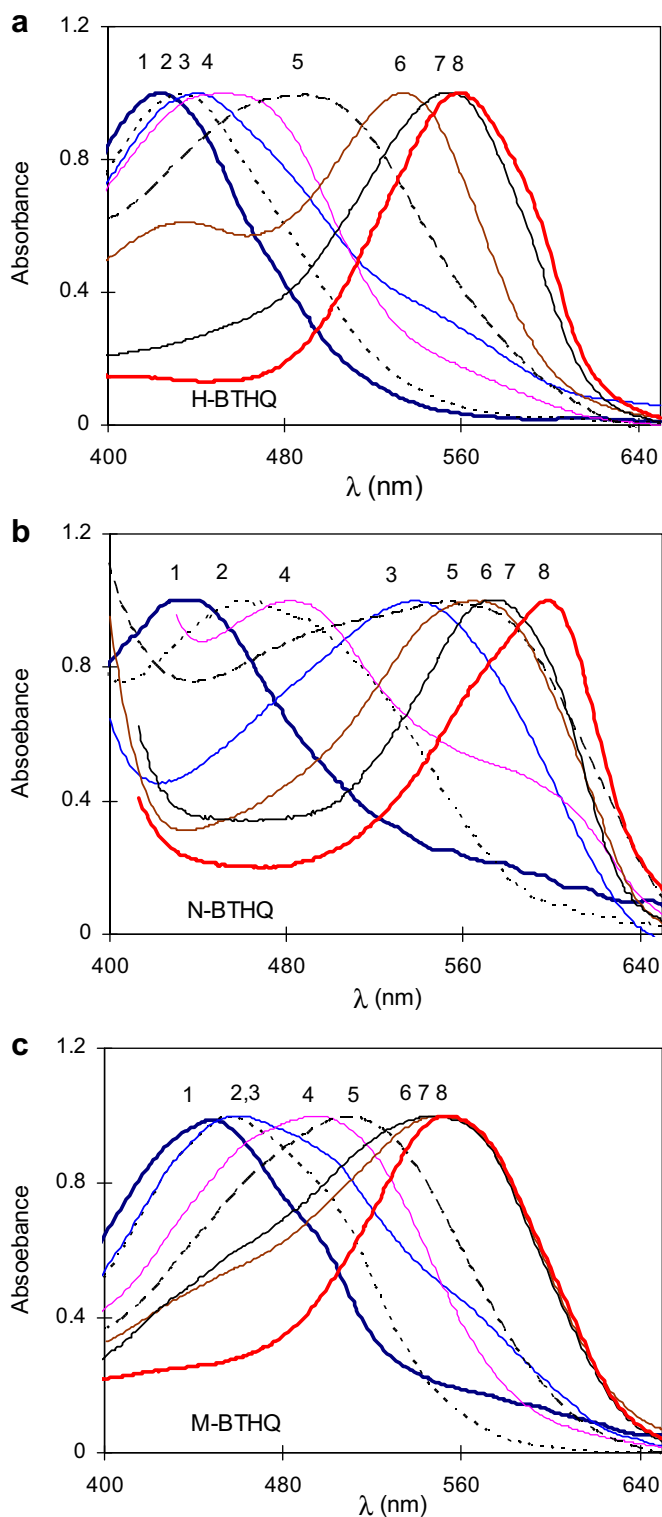 a
1.2
1 2 3 4 5 6 7 8
0.8
Absorbance
0.4
H-BTHQ
0
400 480 560 640
λ (nm)
b
1.2
1 2 4 3 5 6 7 8
0.8
Absoebance
0.4
N-BTHQ
0
400 480 560 640
λ (nm)
c
1.2
1 2,3 4 5 6 7 8
0.8
Absoebance
0.4
M-BTHQ
0
400 480 560 640
λ (nm)